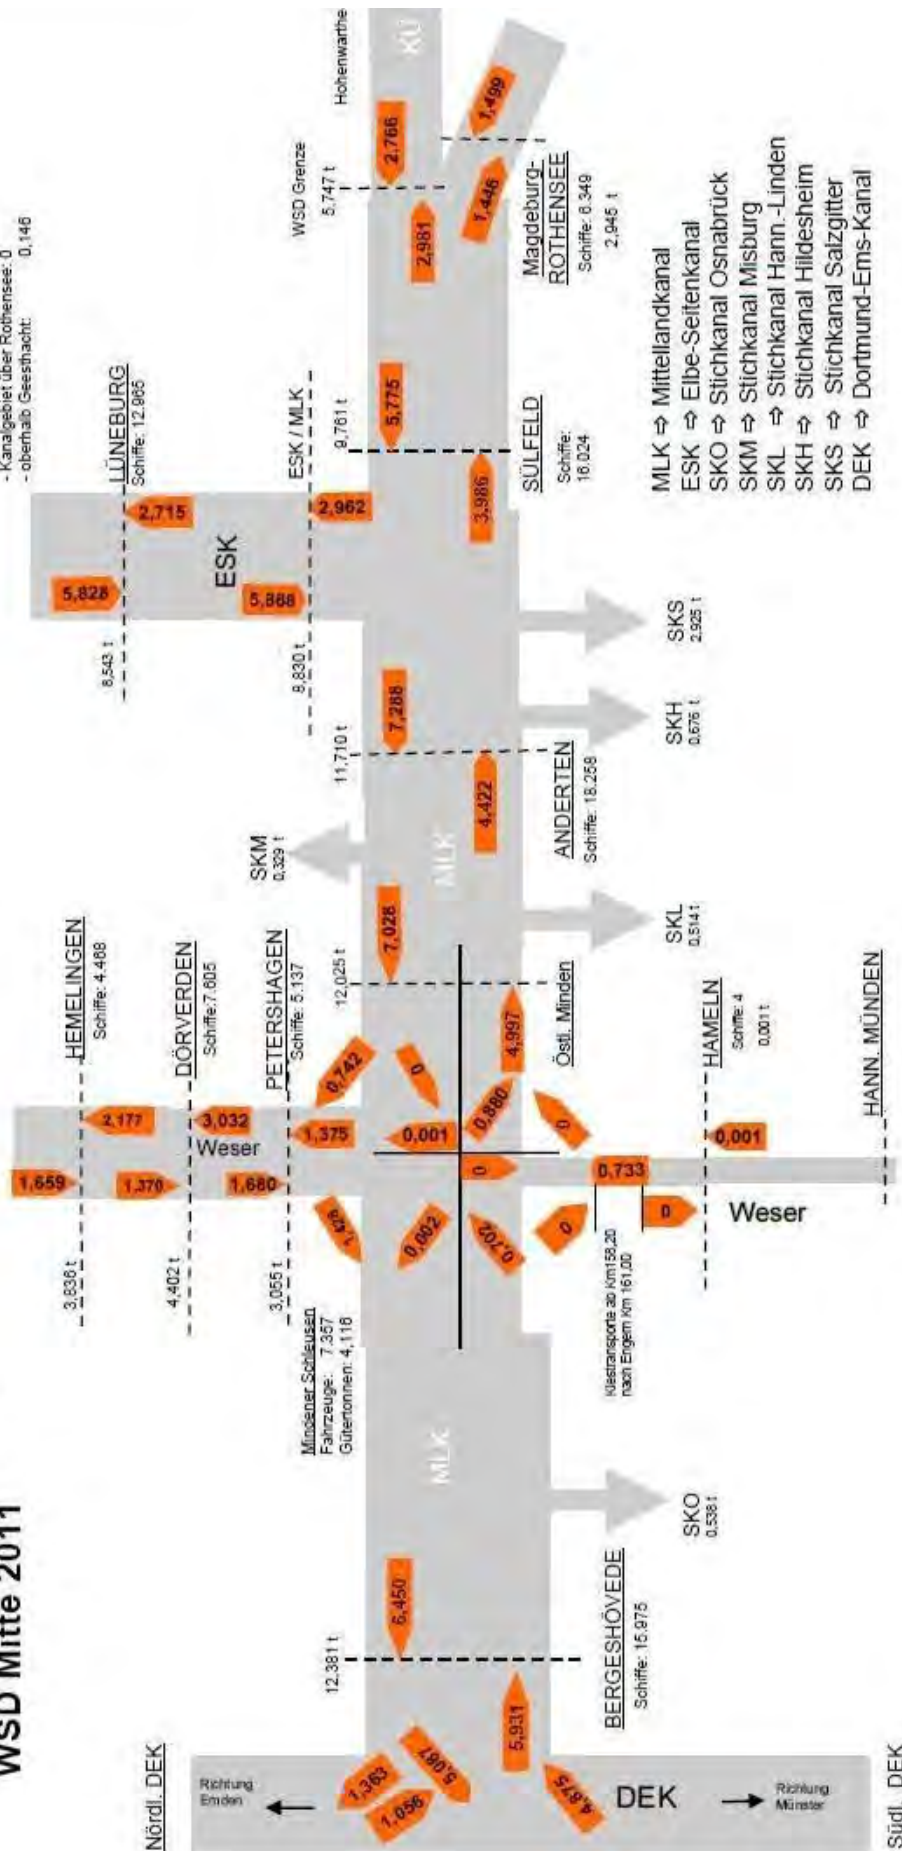 WSD Mitte 2011
- Kanalgebiet über Rothensee: 0
- oberhalb Geesthacht: 0,146
Nördl. DEK
Richtung
Emden
1,363
1,056
5,087
4,875
DEK
Richtung
Münster
Südl. DEK
12,381 t
6,450
5,931
BERGESHÖVEDE
Schiffe: 15.975
MLK
SKO
0,538 t
Mindener Schleusen
Fahrzeuge: 7.357
Gütertonnen: 4,116
HEMELINGEN
Schiffe: 4.468
3,836 t
1,659
2,177
DÖRVERDEN
Schiffe:7.605
4,402 t
1,370
3,032
Weser
PETERSHAGEN
Schiffe: 5.137
3,055 t
1,680
1,375
0,742
0
0,001
0,002
0,880
0
0,702
0
0
0,733
Kiestransporte ab Km158,20
nach Engern Km 161,00
0
0,001
Weser
HAMELN
Schiffe: 4
0,001 t
HANN. MÜNDEN
12,025 t
7,028
4,997
Östl. Minden
SKM
0,329 t
MLK
SKL
0,514 t
11,710 t
7,288
4,422
ANDERTEN
Schiffe: 18.258
SKH
0,676 t
SKS
2,925 t
LÜNEBURG
Schiffe: 12.965
8,543 t
5,828
2,715
ESK
ESK / MLK
8,830 t
5,868
2,962
9,761 t
5,775
3,986
SÜLFELD
Schiffe:
16.024
WSD Grenze
5,747 t
2,766
2,981
Hohenwarthe
KÜ
1,499
1,446
Magdeburg-
ROTHENSEE
Schiffe: 6.349
2,945 t
MLK ⇨ Mittellandkanal
ESK ⇨ Elbe-Seitenkanal
SKO ⇨ Stichkanal Osnabrück
SKM ⇨ Stichkanal Misburg
SKL ⇨ Stichkanal Hann.-Linden
SKH ⇨ Stichkanal Hildesheim
SKS ⇨ Stichkanal Salzgitter
DEK ⇨ Dortmund-Ems-Kanal